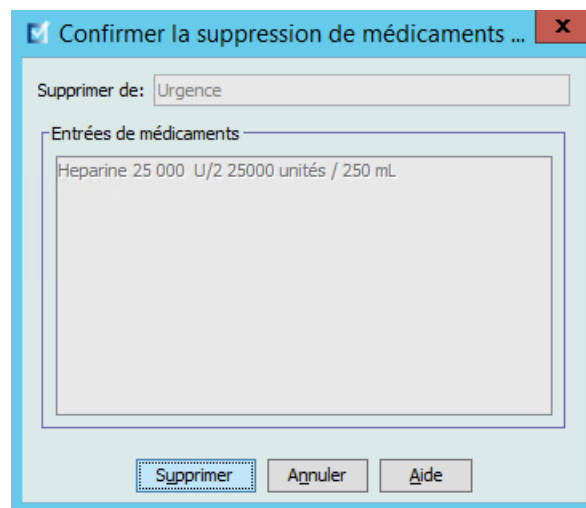 Confirmer la suppression de médicaments ...
Supprimer de: Urgence
Entrées de médicaments
Heparine 25 000 U/2 25000 unités / 250 mL
Supprimer Annuler Aide